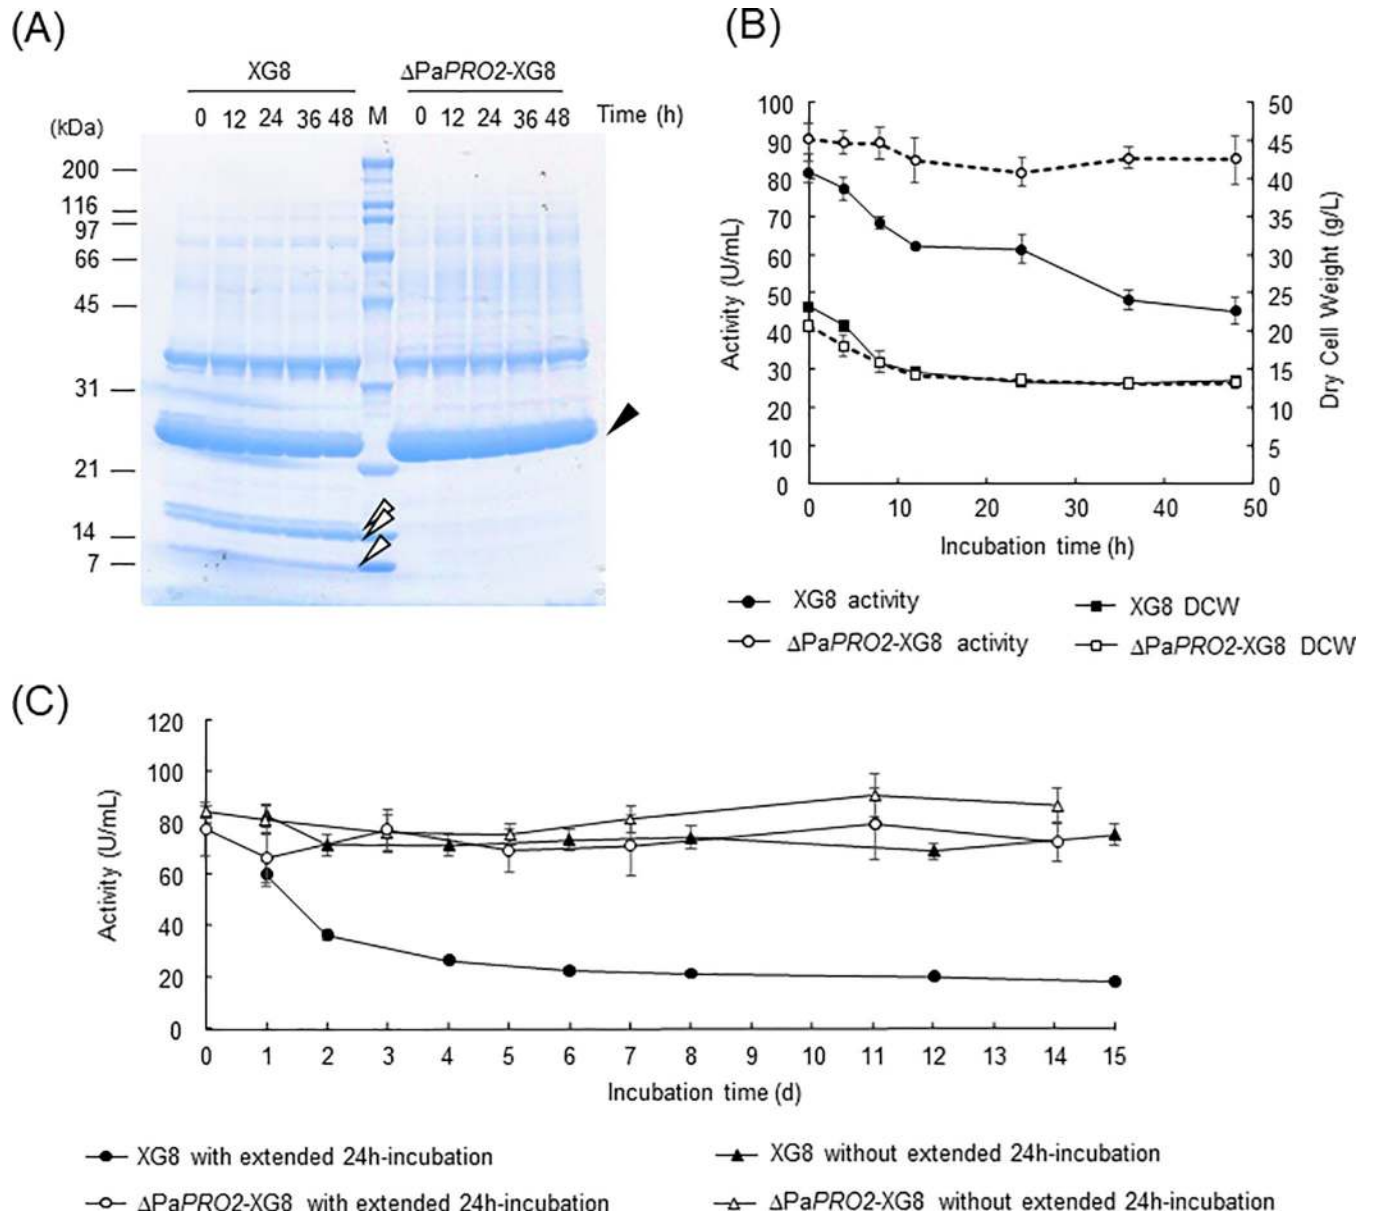 (A)
XG8
ΔPaPRO2-XG8
0 12 24 36 48 M 0 12 24 36 48 Time (h)
(kDa)
200
116
97
66
45
31
21
14
7
(B)
100
90
80
70
60
50
40
30
20
10
0
Activity (U/mL)
50
45
40
35
30
25
20
15
10
5
0
Dry Cell Weight (g/L)
0 10 20 30 40 50
Incubation time (h)
XG8 activity
XG8 DCW
ΔPaPRO2-XG8 activity
ΔPaPRO2-XG8 DCW
(C)
120
100
80
60
40
20
0
Activity (U/mL)
0 1 2 3 4 5 6 7 8 9 10 11 12 13 14 15
Incubation time (d)
XG8 with extended 24h-incubation
XG8 without extended 24h-incubation
ΔPaPRO2-XG8 with extended 24h-incubation
ΔPaPRO2-XG8 without extended 24h-incubation